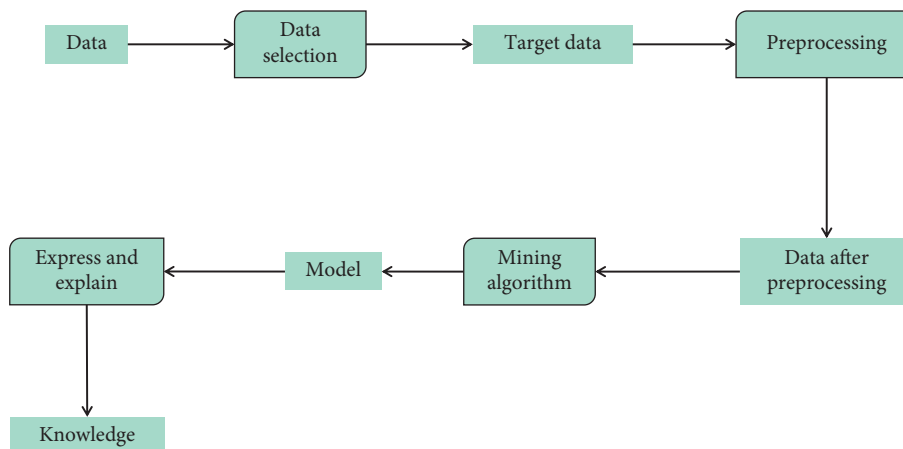 Data
Data
selection
Target data
Preprocessing
Data after
preprocessing
Mining
algorithm
Model
Express and
explain
Knowledge